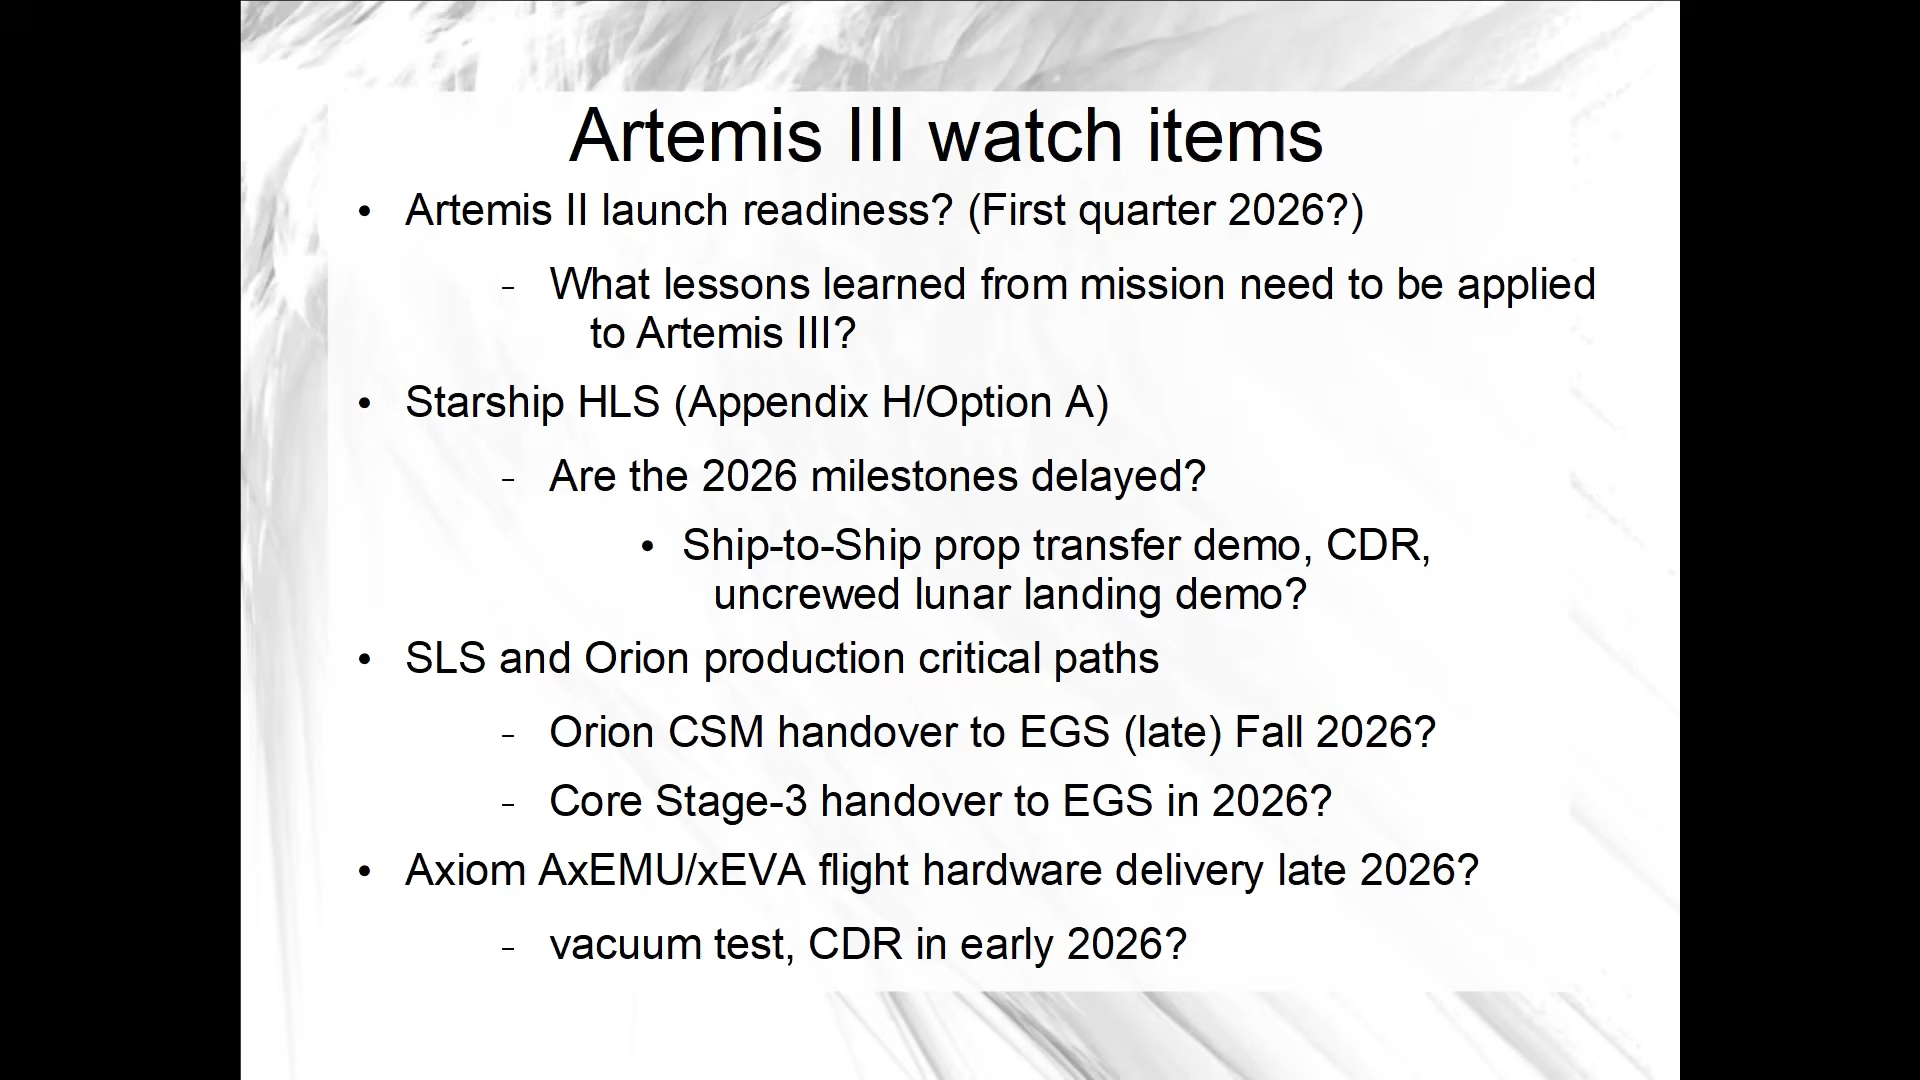 Artemis III watch items
• Artemis II launch readiness? (First quarter 2026?)
– What lessons learned from mission need to be applied
to Artemis III?
• Starship HLS (Appendix H/Option A)
– Are the 2026 milestones delayed?
• Ship-to-Ship prop transfer demo, CDR,
uncrewed lunar landing demo?
• SLS and Orion production critical paths
– Orion CSM handover to EGS (late) Fall 2026?
– Core Stage-3 handover to EGS in 2026?
• Axiom AxEMU/xEVA flight hardware delivery late 2026?
– vacuum test, CDR in early 2026?